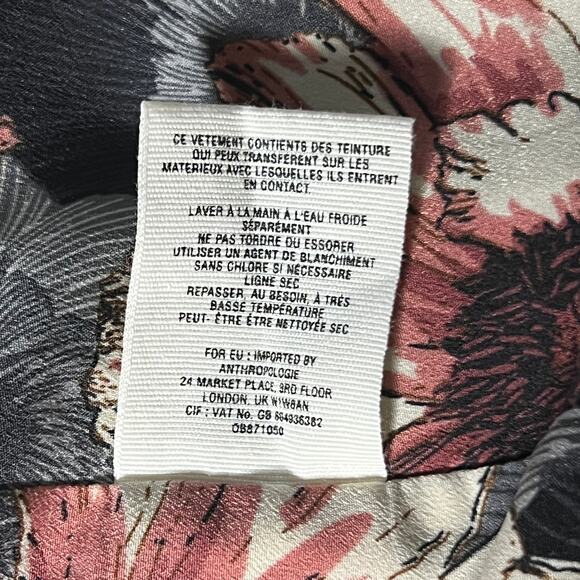 CE VETEMENT CONTIENTS DES TEINTURE
QUI PEUX TRANSFERENT SUR LES
MATERIEUX AVEC LESQUELLES ILS ENTRENT
EN CONTACT.
LAVER À LA MAIN À L'EAU FROIDE
SÉPARÉMENT
NE PAS TORDRE OU ESSORER
UTILISER UN AGENT DE BLANCHIMENT
SANS CHLORE SI NÉCESSAIRE
LIGNE SEC
REPASSER, AU BESOIN, À TRÈS
BASSE TEMPÉRATURE
PEUT- ÊTRE ÊTRE NETTOYÉE SEC
FOR EU : IMPORTED BY
ANTHROPOLOGIE
24 MARKET PLACE, 3RD FLOOR
LONDON, UK W1W8AN
CIF : VAT No. GB 694936382
OB871050